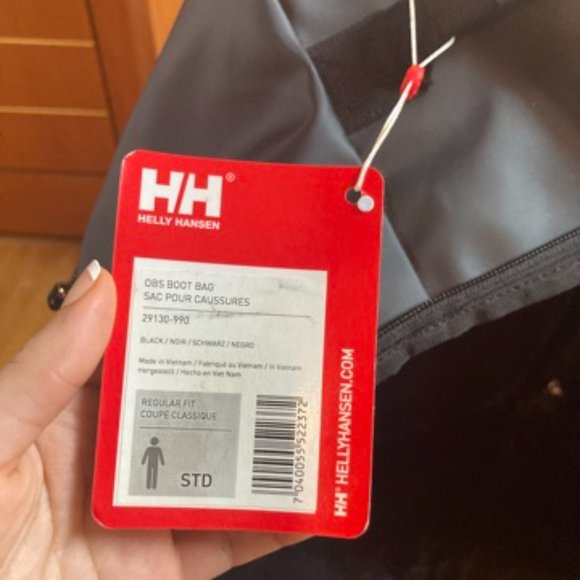 HH®
HELLY HANSEN
OBS BOOT BAG
SAC POUR CAUSSURES
29130-990
BLACK / NOIR / SCHWARZ / NEGRO
Made in Vietnam / Fabriqué au Vietnam / In Vietnam
Hergestellt / Hecho en Viet Nam
REGULAR FIT
COUPE CLASSIQUE
STD
7 040055 522372
HH® HELLYHANSEN.COM